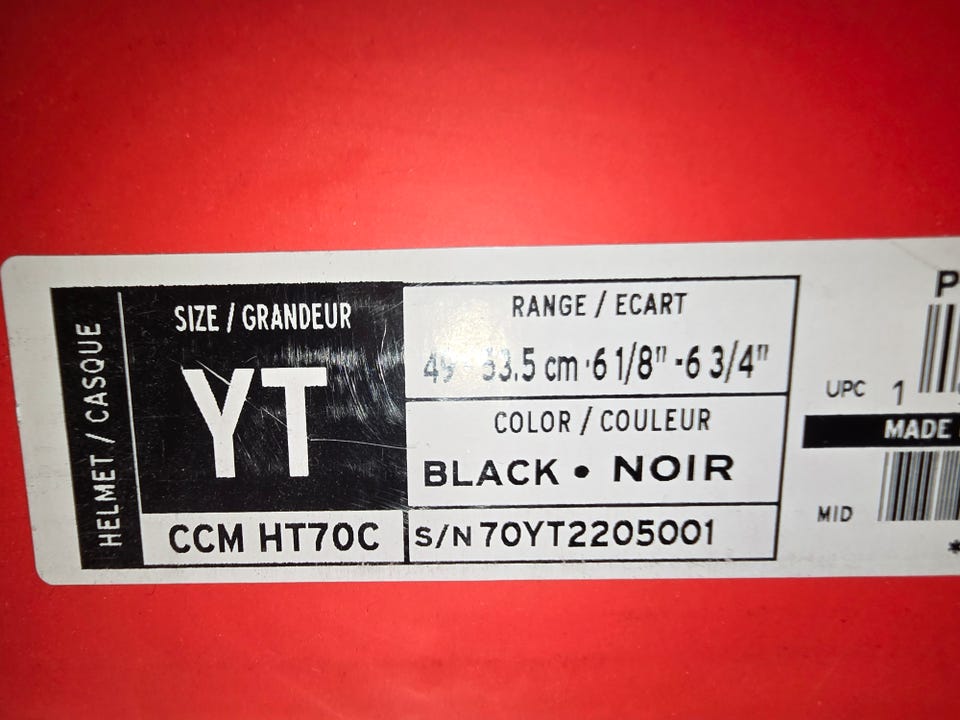 HELMET / CASQUE
SIZE / GRANDEUR
YT
CCM HT70C
RANGE / ECART
cm · 6 1/8" - 6 3/4"
COLOR / COULEUR
BLACK • NOIR
S/N 70YT2205001
P
UPC 1
MADE
MID
*